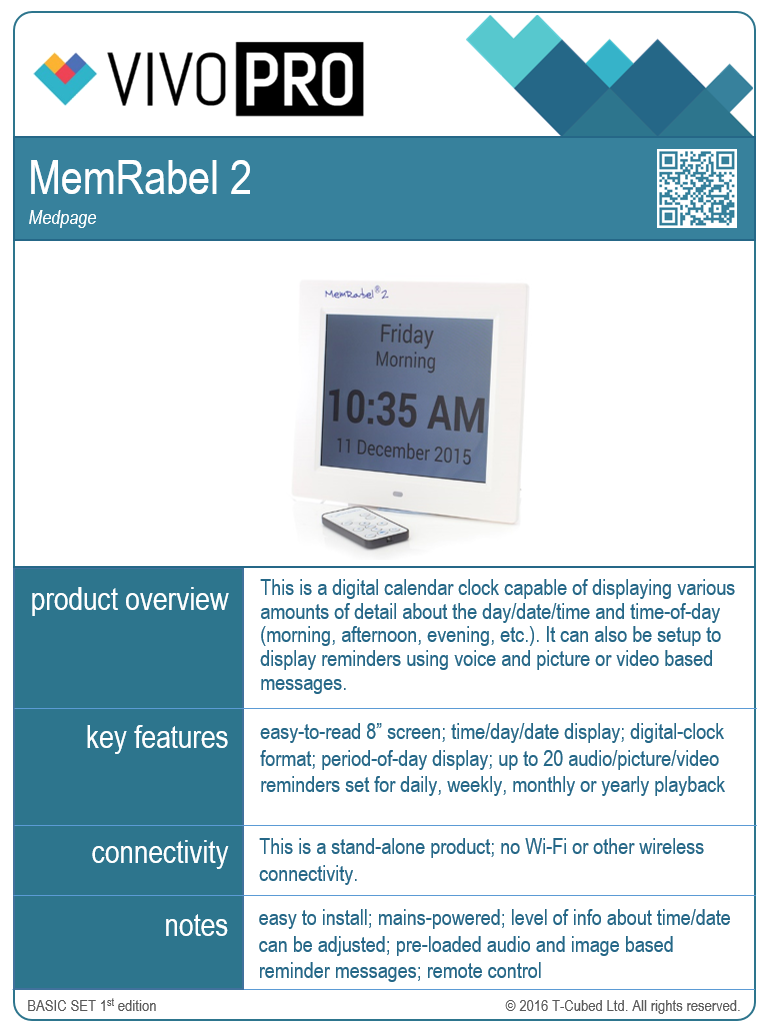 VIVO PRO
MemRabel 2
Medpage
MemRabel®2
Friday
Morning
10:35 AM
11 December 2015
product overview
This is a digital calendar clock capable of displaying various
amounts of detail about the day/date/time and time-of-day
(morning, afternoon, evening, etc.). It can also be setup to
display reminders using voice and picture or video based
messages.
key features
easy-to-read 8” screen; time/day/date display; digital-clock
format; period-of-day display; up to 20 audio/picture/video
reminders set for daily, weekly, monthly or yearly playback
connectivity
This is a stand-alone product; no Wi-Fi or other wireless
connectivity.
notes
easy to install; mains-powered; level of info about time/date
can be adjusted; pre-loaded audio and image based
reminder messages; remote control
BASIC SET 1st edition
© 2016 T-Cubed Ltd. All rights reserved.